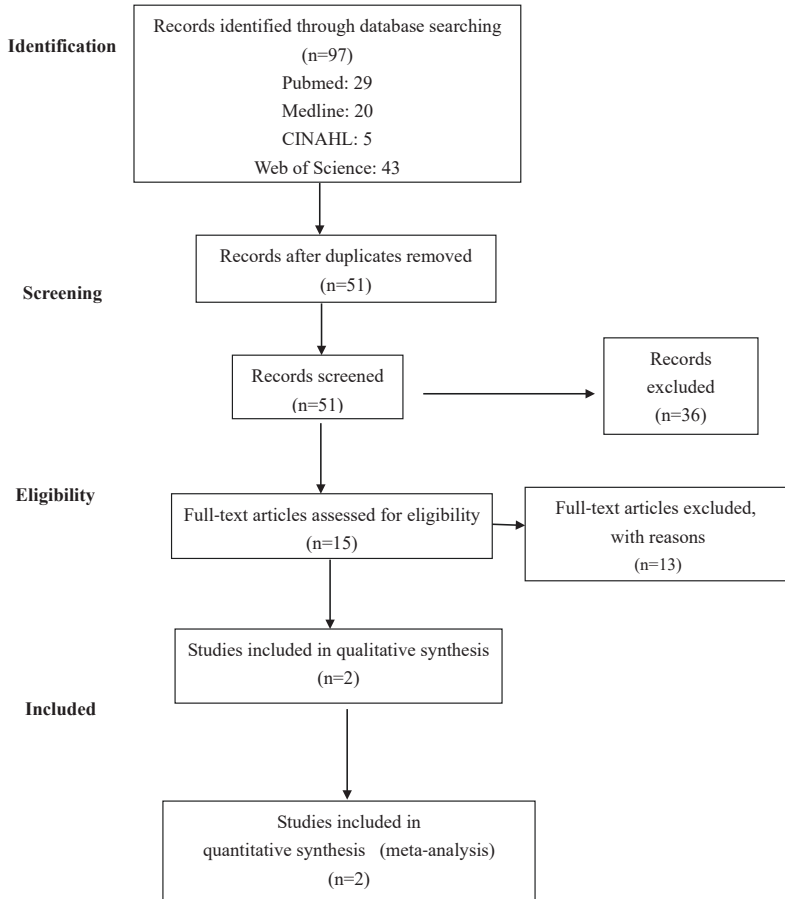 Identification
Records identified through database searching
(n=97)
Pubmed: 29
Medline: 20
CINAHL: 5
Web of Science: 43
Records after duplicates removed
(n=51)
Screening
Records screened
(n=51)
Records
excluded
(n=36)
Eligibility
Full-text articles assessed for eligibility
(n=15)
Full-text articles excluded,
with reasons
(n=13)
Studies included in qualitative synthesis
(n=2)
Included
Studies included in
quantitative synthesis (meta-analysis)
(n=2)